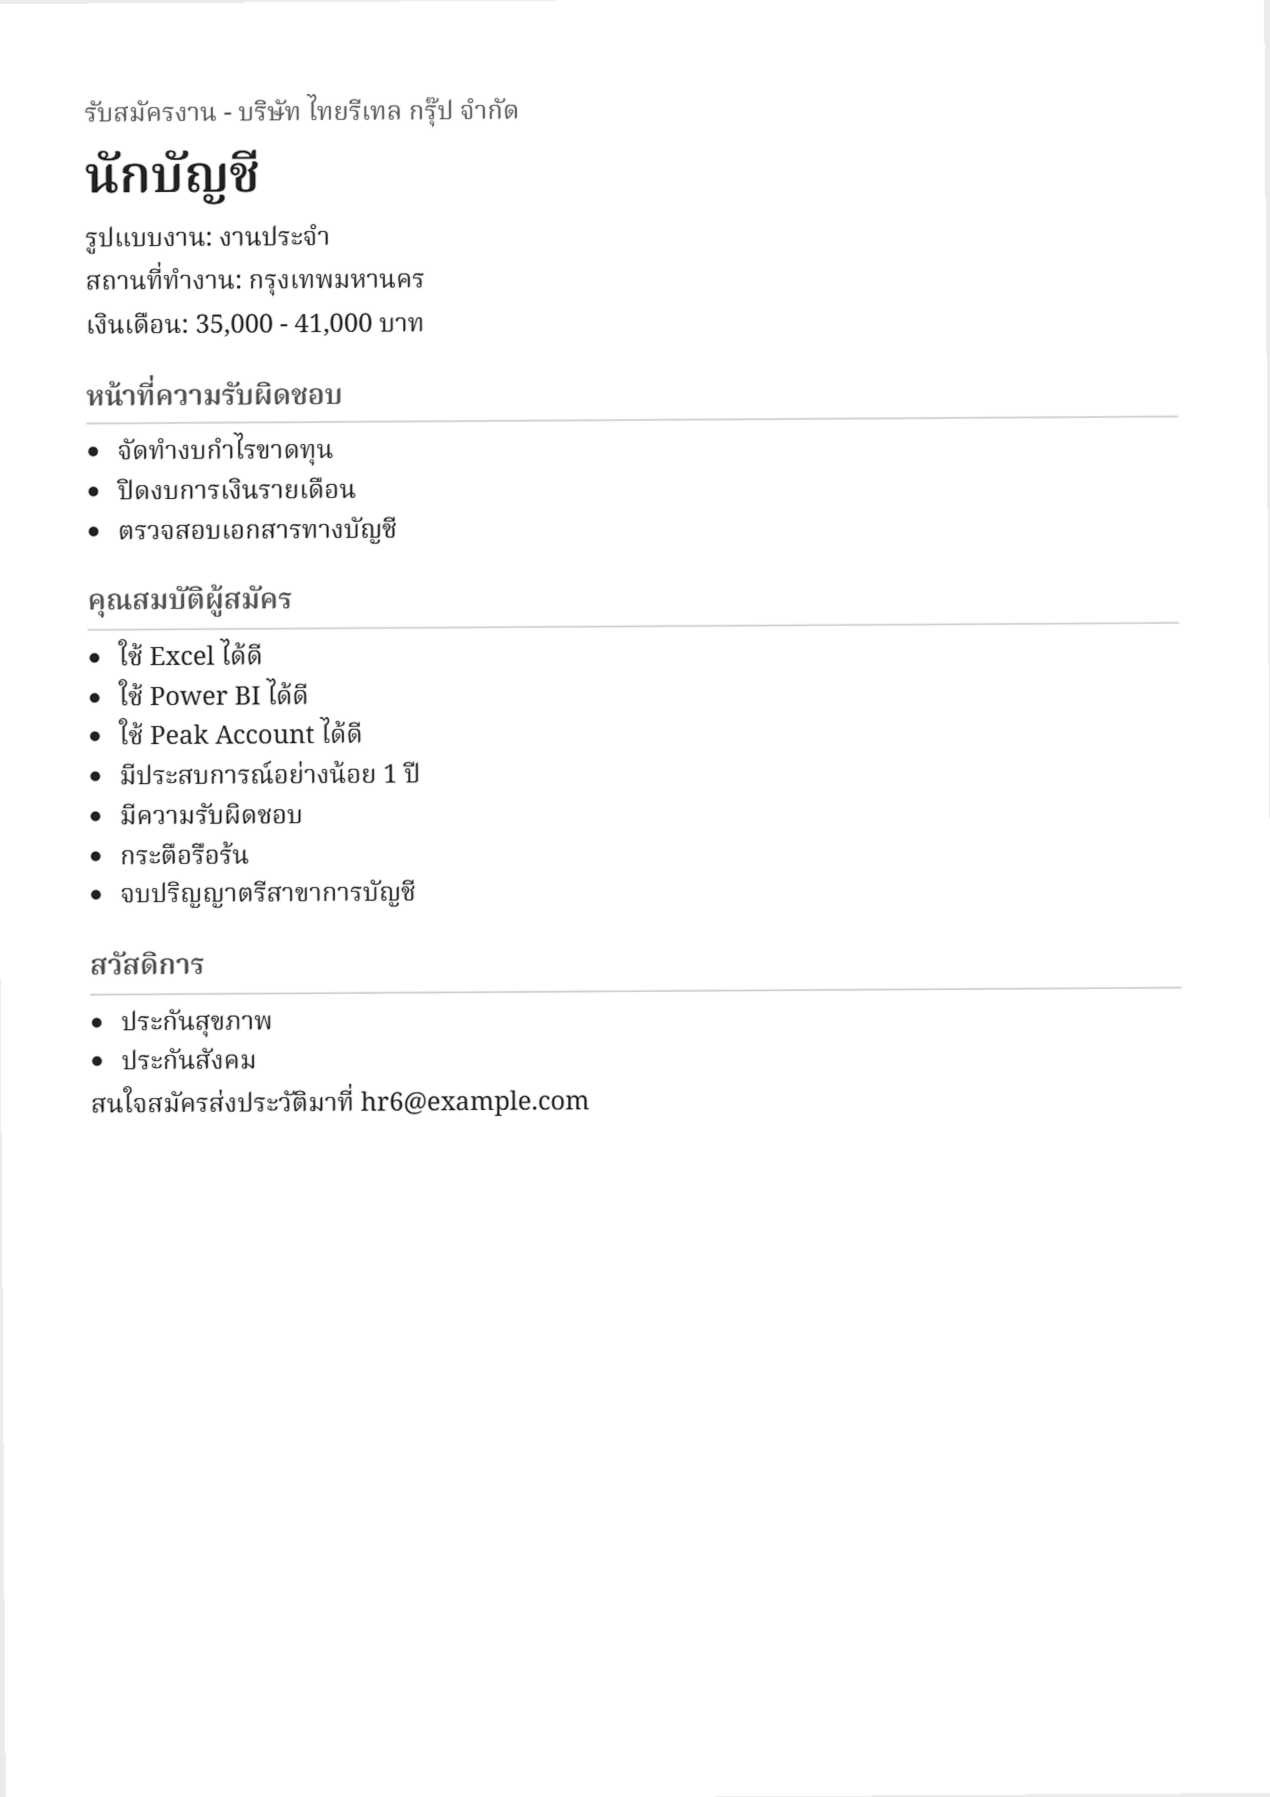 รับสมัครงาน - บริษัท ไทยรีเทล กรุ๊ป จำกัด
นักบัญชี
รูปแบบงาน: งานประจำ
สถานที่ทำงาน: กรุงเทพมหานคร
เงินเดือน: 35,000 - 41,000 บาท
หน้าที่ความรับผิดชอบ
• จัดทำงบกำไรขาดทุน
• ปิดงบการเงินรายเดือน
• ตรวจสอบเอกสารทางบัญชี
คุณสมบัติผู้สมัคร
• ใช้ Excel ได้ดี
• ใช้ Power BI ได้ดี
• ใช้ Peak Account ได้ดี
• มีประสบการณ์อย่างน้อย 1 ปี
• มีความรับผิดชอบ
• กระตือรือร้น
• จบปริญญาตรีสาขาการบัญชี
สวัสดิการ
• ประกันสุขภาพ
• ประกันสังคม
สนใจสมัครส่งประวัติมาที่ hr6@example.com